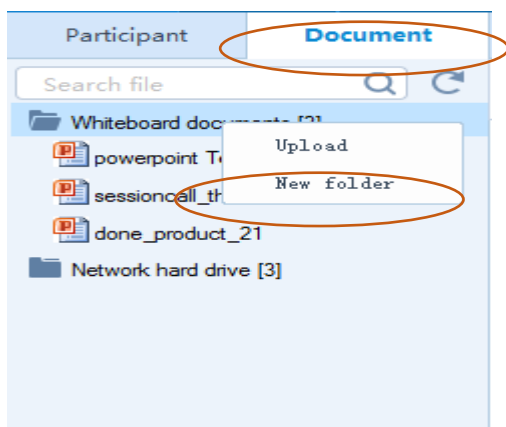 Participant Document
Search file
Whiteboard documents [3]
Upload
powerpoint Te
New folder
sessioncall_th
done_product_21
Network hard drive [3]